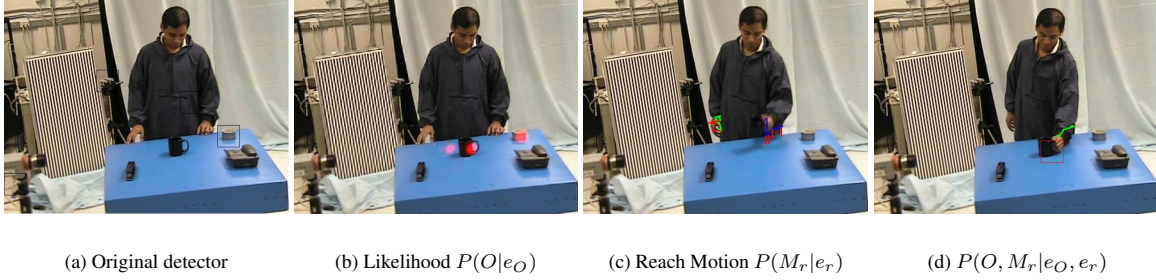 (a) Original detector
(b) Likelihood $P(O|e_O)$
(c) Reach Motion $P(M_r|e_r)$
(d) $P(O, M_r|e_O, e_r)$